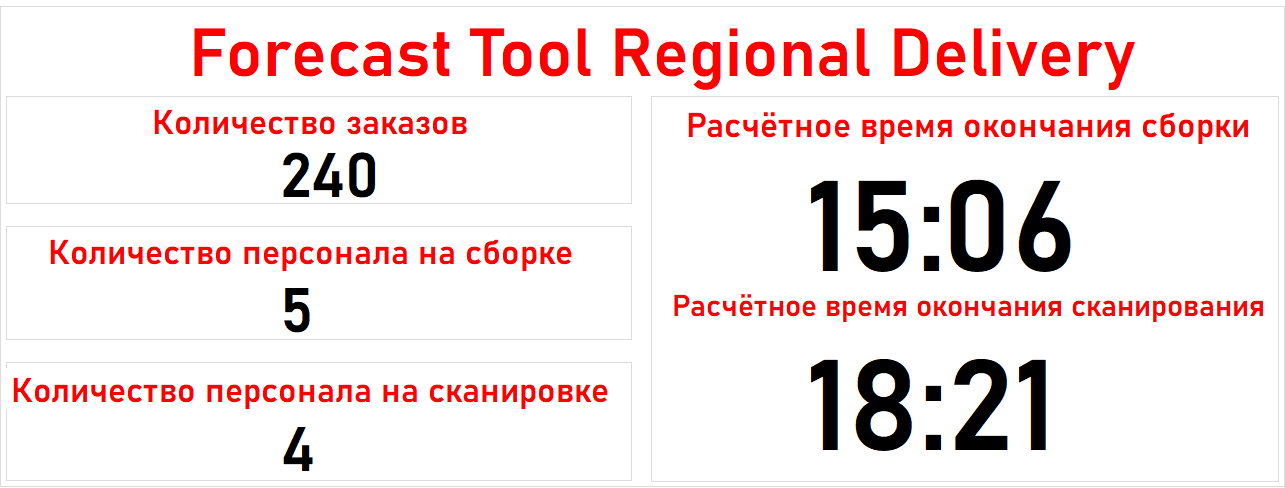 Forecast Tool Regional Delivery
Количество заказов
240
Количество персонала на сборке
5
Количество персонала на сканировке
4
Расчётное время окончания сборки
15:06
Расчётное время окончания сканирования
18:21